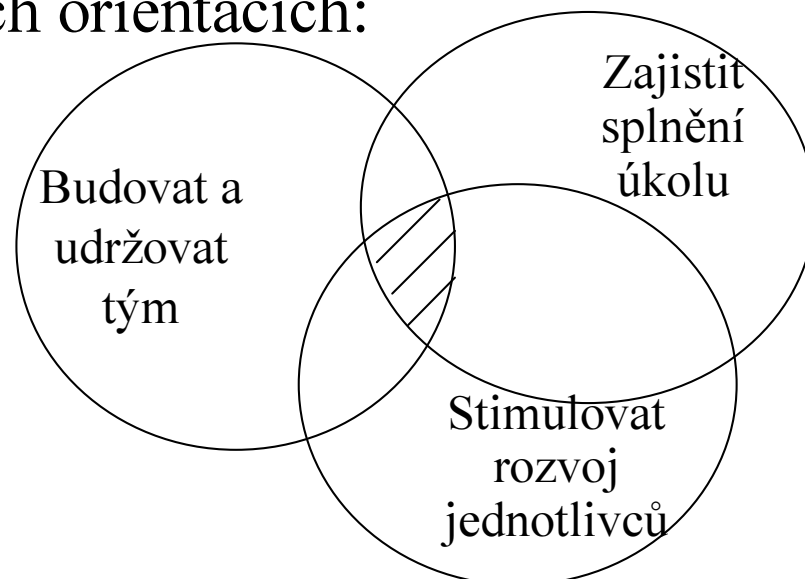 ch orientacích:
Budovat a
udržovat
tým
Zajistit
splnění
úkolu
Stimulovat
rozvoj
jednotlivců